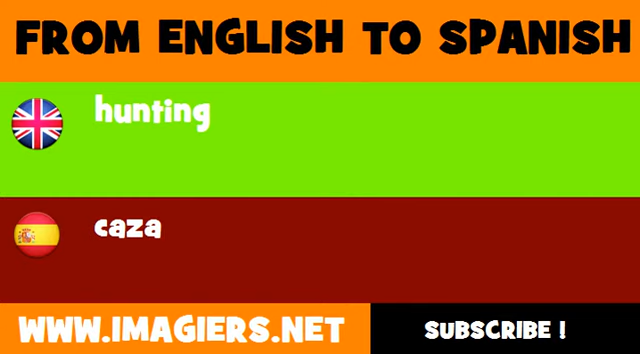 FROM ENGLISH TO SPANISH
hunting
caza
WWW.IMAGIERS.NET
SUBSCRIBE !